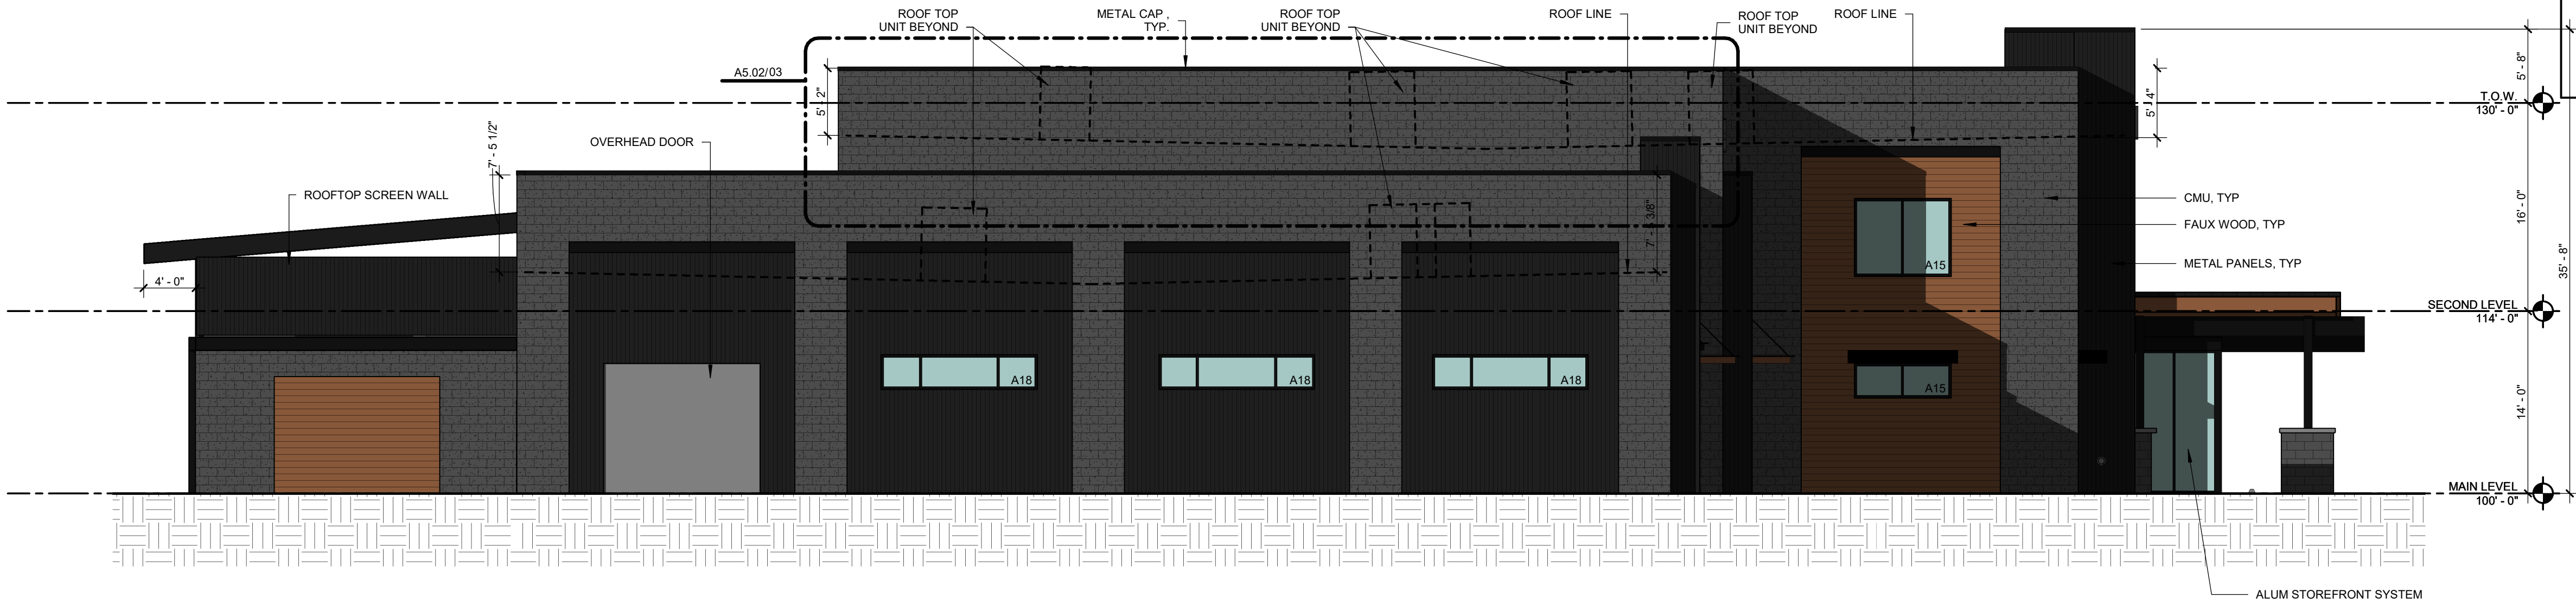 ROOF TOP
UNIT BEYOND
METAL CAP ,
TYP.
ROOF TOP
UNIT BEYOND
ROOF LINE
ROOF TOP
UNIT BEYOND
ROOF LINE
A5.02/03
5' - 2"
5' - 8"
5' - 4"
T.O.W.
130' - 0"
7' - 5 1/2"
OVERHEAD DOOR
ROOFTOP SCREEN WALL
CMU, TYP
16' - 0"
FAUX WOOD, TYP
METAL PANELS, TYP
7' - 5 3/8"
A15
35' - 8"
4' - 0"
SECOND LEVEL
114' - 0"
A18
A18
A18
A15
14' - 0"
MAIN LEVEL
100' - 0"
ALUM STOREFRONT SYSTEM